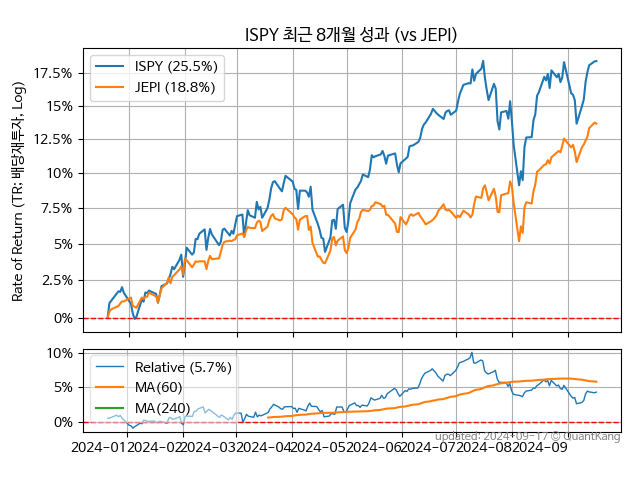 ISPY 최근 8개월 성과 (vs JEPI)
Rate of Return (TR: 배당재투자, Log)
ISPY (25.5%)
JEPI (18.8%)
17.5%
15%
12.5%
10%
7.5%
5%
2.5%
0%
10%
5%
0%
Relative (5.7%)
MA(60)
MA(240)
2024-01 2024-02 2024-03 2024-04 2024-05 2024-06 2024-07 2024-08 2024-09
updated: 2024-09-17 © QuantKang